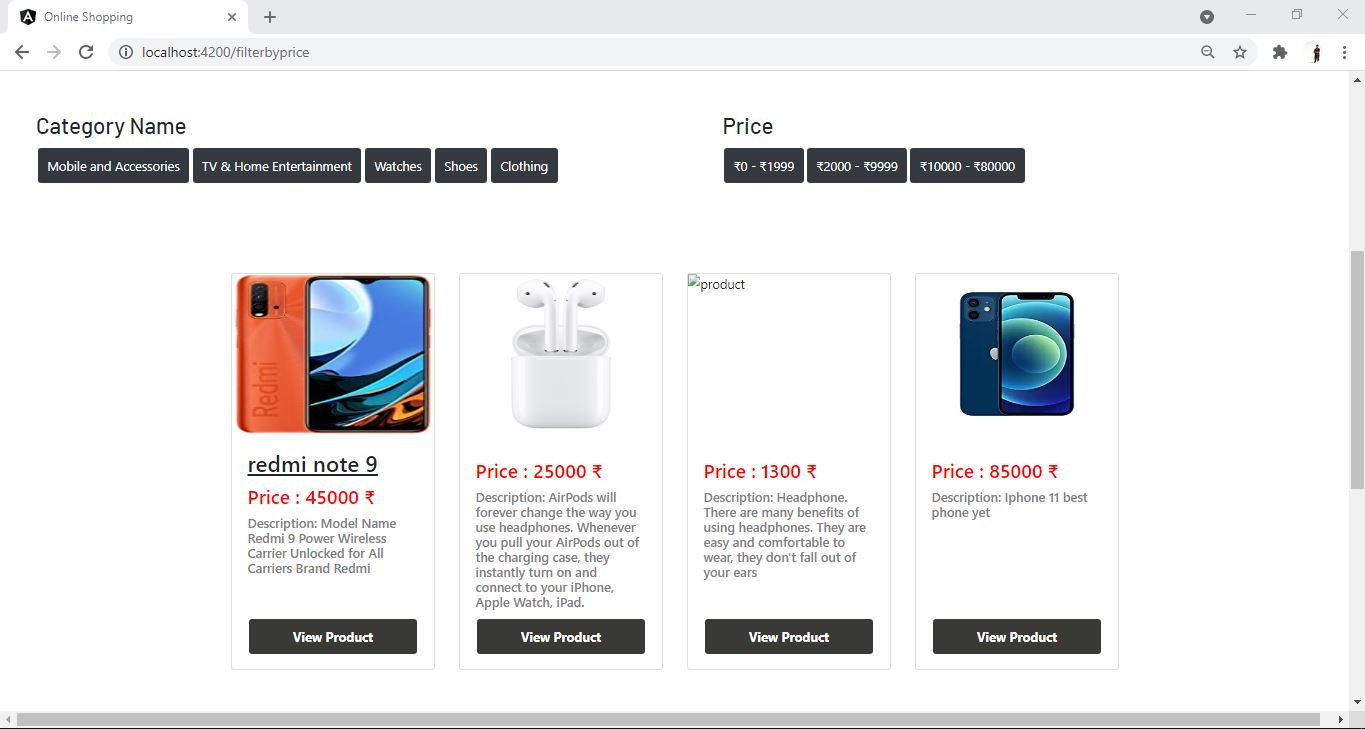 Online Shopping
localhost:4200/filterbyprice
Category Name
Price
Mobile and Accessories
TV & Home Entertainment
Watches
Shoes
Clothing
₹0 - ₹1999
₹2000 - ₹9999
₹10000 - ₹80000
Redmi
redmi note 9
Price : 45000 ₹
Description: Model Name
Redmi 9 Power Wireless
Carrier Unlocked for All
Carriers Brand Redmi
View Product
Price : 25000 ₹
Description: AirPods will
forever change the way you
use headphones. Whenever
you pull your AirPods out of
the charging case, they
instantly turn on and
connect to your iPhone,
Apple Watch, iPad.
View Product
product
Price : 1300 ₹
Description: Headphone.
There are many benefits of
using headphones. They are
easy and comfortable to
wear, they don't fall out of
your ears
View Product
Price : 85000 ₹
Description: Iphone 11 best
phone yet
View Product